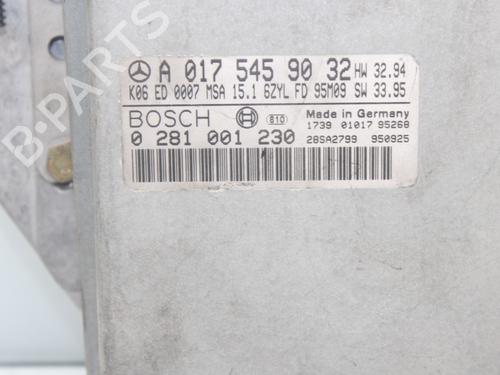 A 017 545 90 32 HW 32.94
K06 ED 0007 MSA 15.1 6ZYL FD 95M09 SW 33.95
BOSCH 610 Made in Germany
1739 01017 95268
0 281 001 230 28SA2799 950925
B-PARTS